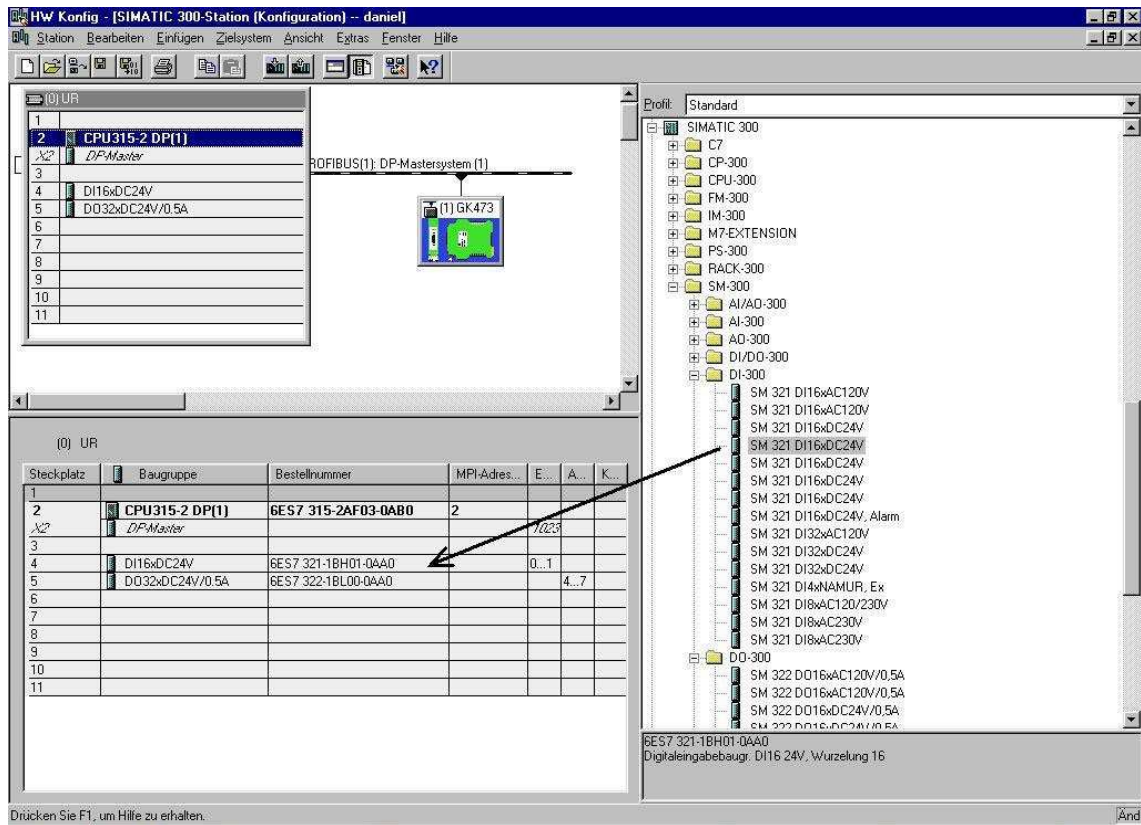 HW Konfig - [SIMATIC 300-Station (Konfiguration) -- daniel]
Station Bearbeiten Einfügen Zielsystem Ansicht Extras Fenster Hilfe
(0) UR
1
2 CPU315-2 DP(1)
X2 DP-Master
3
4 DI16xDC24V
5 DO32xDC24V/0.5A
6
7
8
9
10
11
ROFIBUS(1): DP-Mastersystem (1)
(1) GK473
(0) UR
Steckplatz Baugruppe Bestellnummer MPI-Adres... E... A... K...
1
2 CPU315-2 DP(1) 6ES7 315-2AF03-0AB0 2
X2 DP-Master 1023
3
4 DI16xDC24V 6ES7 321-1BH01-0AA0 0...1
5 DO32xDC24V/0.5A 6ES7 322-1BL00-0AA0 4...7
6
7
8
9
10
11
Profil: Standard
SIMATIC 300
C7
CP-300
CPU-300
FM-300
IM-300
M7-EXTENSION
PS-300
RACK-300
SM-300
AI/AO-300
AI-300
AO-300
DI/DO-300
DI-300
SM 321 DI16xAC120V
SM 321 DI16xAC120V
SM 321 DI16xDC24V
SM 321 DI16xDC24V
SM 321 DI16xDC24V
SM 321 DI16xDC24V
SM 321 DI16xDC24V
SM 321 DI16xDC24V, Alarm
SM 321 DI32xAC120V
SM 321 DI32xDC24V
SM 321 DI32xDC24V
SM 321 DI4xNAMUR, Ex
SM 321 DI8xAC120/230V
SM 321 DI8xAC230V
SM 321 DI8xAC230V
DO-300
SM 322 DO16xAC120V/0,5A
SM 322 DO16xAC120V/0,5A
SM 322 DO16xDC24V/0,5A
SM 322 DO16xDC24V/0,5A
6ES7 321-1BH01-0AA0
Digitaleingabebaugr. DI16 24V, Wurzelung 16
Drücken Sie F1, um Hilfe zu erhalten.
Änd